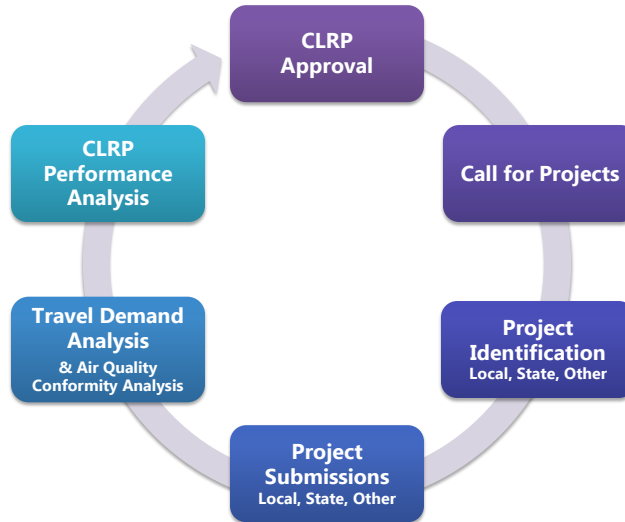 CLRP
Approval
Call for Projects
Project
Identification
Local, State, Other
Project
Submissions
Local, State, Other
Travel Demand
Analysis
& Air Quality
Conformity Analysis
CLRP
Performance
Analysis